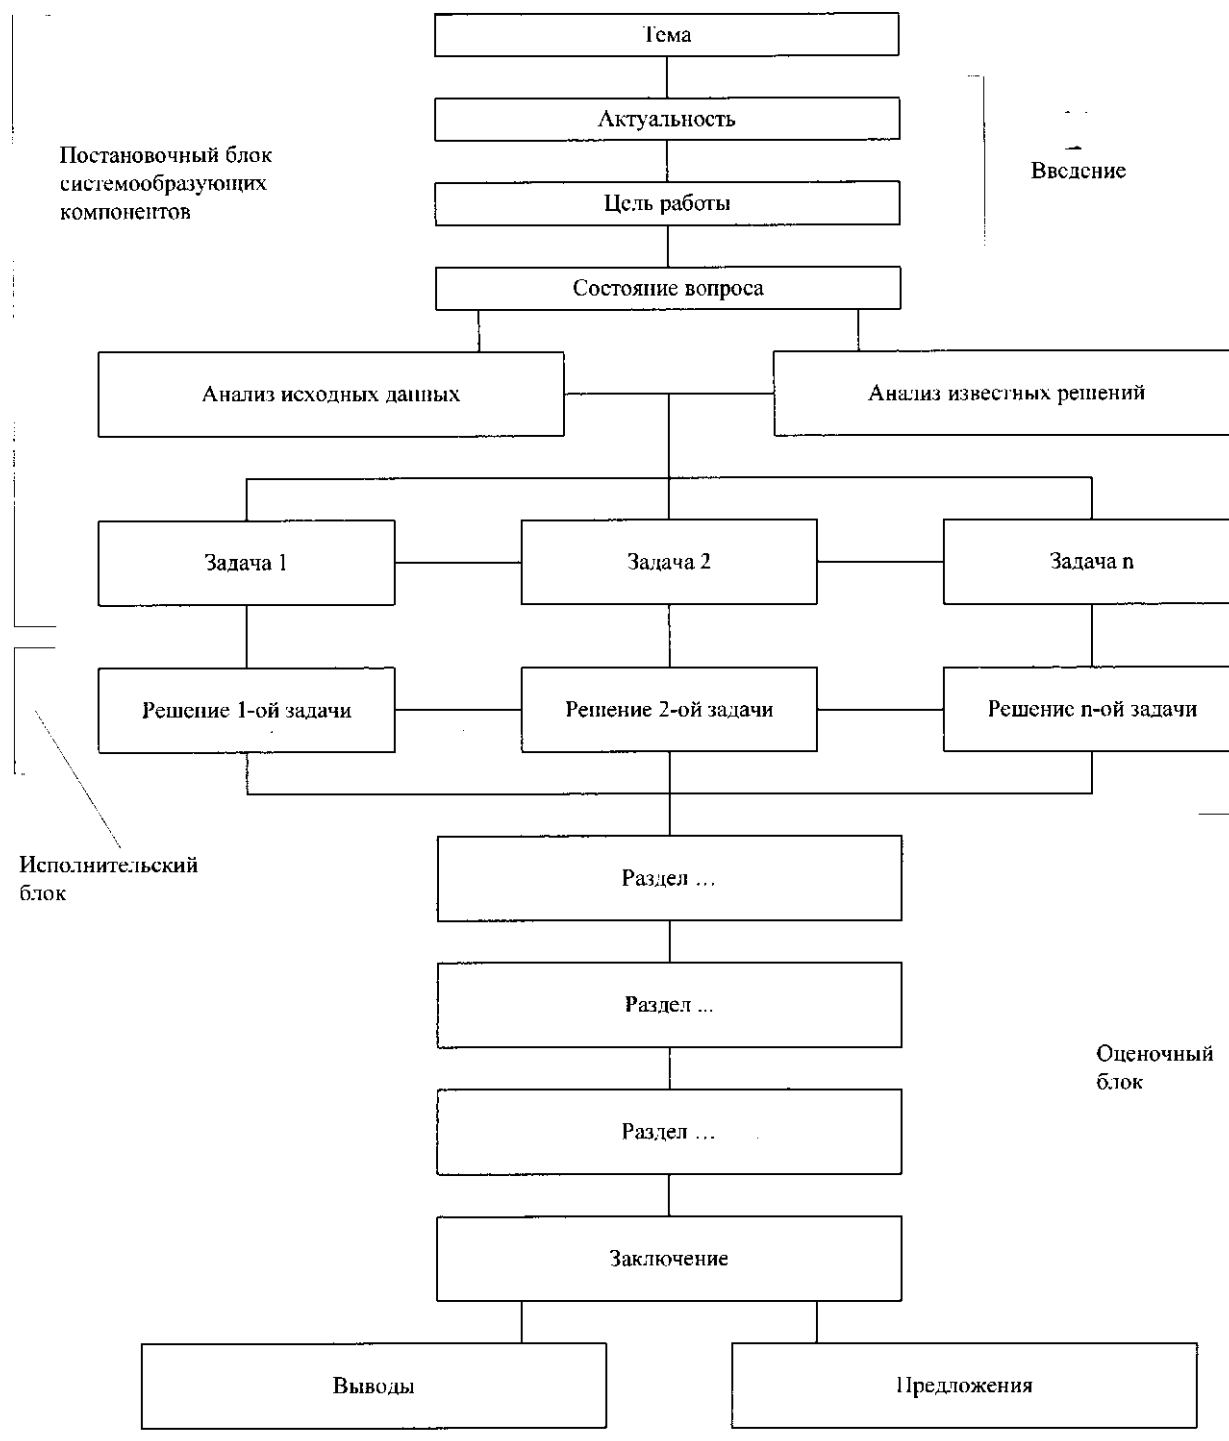 Тема
Актуальность
Постановочный блок
системообразующих
компонентов
Введение
Цель работы
Состояние вопроса
Анализ исходных данных
Анализ известных решений
Задача 1
Задача 2
Задача n
Решение 1-ой задачи
Решение 2-ой задачи
Решение n-ой задачи
Исполнительский
блок
Раздел ...
Раздел ...
Оценочный
блок
Раздел ...
Заключение
Выводы
Предложения